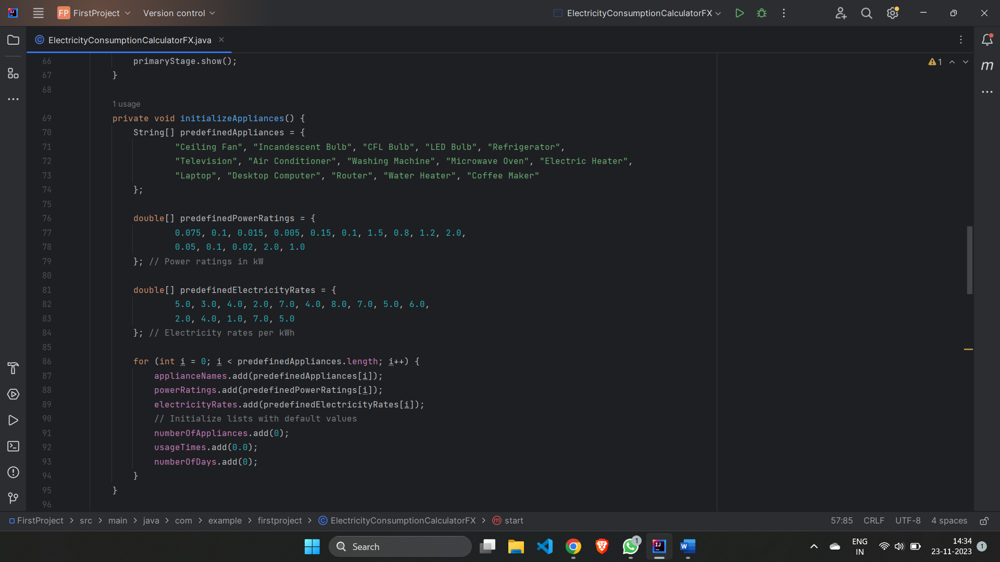 FP FirstProject Version control ElectricityConsumptionCalculatorFX
ElectricityConsumptionCalculatorFX.java
66 primaryStage.show();
67 }
68
1 usage
69 private void initializeAppliances() {
70 String[] predefinedAppliances = {
71 "Ceiling Fan", "Incandescent Bulb", "CFL Bulb", "LED Bulb", "Refrigerator",
72 "Television", "Air Conditioner", "Washing Machine", "Microwave Oven", "Electric Heater",
73 "Laptop", "Desktop Computer", "Router", "Water Heater", "Coffee Maker"
74 };
75
76 double[] predefinedPowerRatings = {
77 0.075, 0.1, 0.015, 0.005, 0.15, 0.1, 1.5, 0.8, 1.2, 2.0,
78 0.05, 0.1, 0.02, 2.0, 1.0
79 }; // Power ratings in kW
80
81 double[] predefinedElectricityRates = {
82 5.0, 3.0, 4.0, 2.0, 7.0, 4.0, 8.0, 7.0, 5.0, 6.0,
83 2.0, 4.0, 1.0, 7.0, 5.0
84 }; // Electricity rates per kWh
85
86 for (int i = 0; i < predefinedAppliances.length; i++) {
87 applianceNames.add(predefinedAppliances[i]);
88 powerRatings.add(predefinedPowerRatings[i]);
89 electricityRates.add(predefinedElectricityRates[i]);
90 // Initialize lists with default values
91 numberOfAppliances.add(0);
92 usageTimes.add(0.0);
93 numberOfDays.add(0);
94 }
95 }
96
1
m
FirstProject > src > main > java > com > example > firstproject > ElectricityConsumptionCalculatorFX > m start 57:85 CRLF UTF-8 4 spaces
Search
1
ENG
IN
14:34
23-11-2023
1